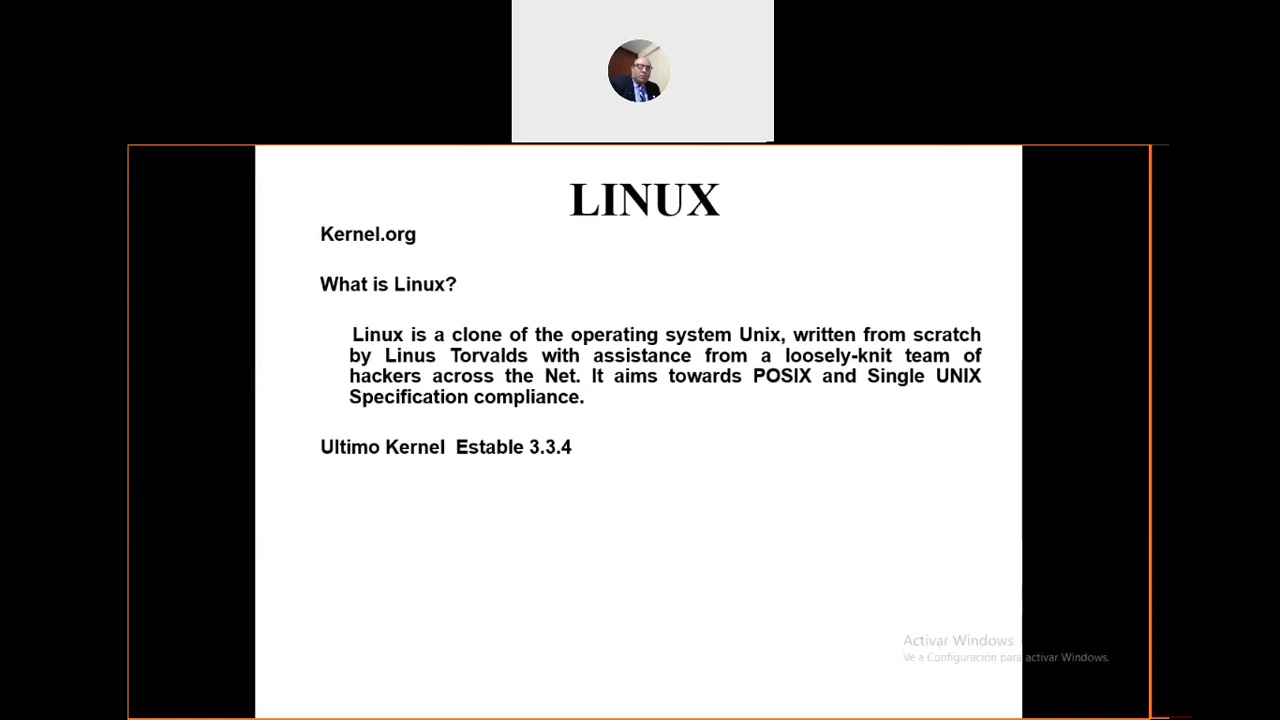 LINUX
Kernel.org
What is Linux?
Linux is a clone of the operating system Unix, written from scratch
by Linus Torvalds with assistance from a loosely-knit team of
hackers across the Net. It aims towards POSIX and Single UNIX
Specification compliance.
Ultimo Kernel Estable 3.3.4
Activar Windows
Ve a Configuración para activar Windows.